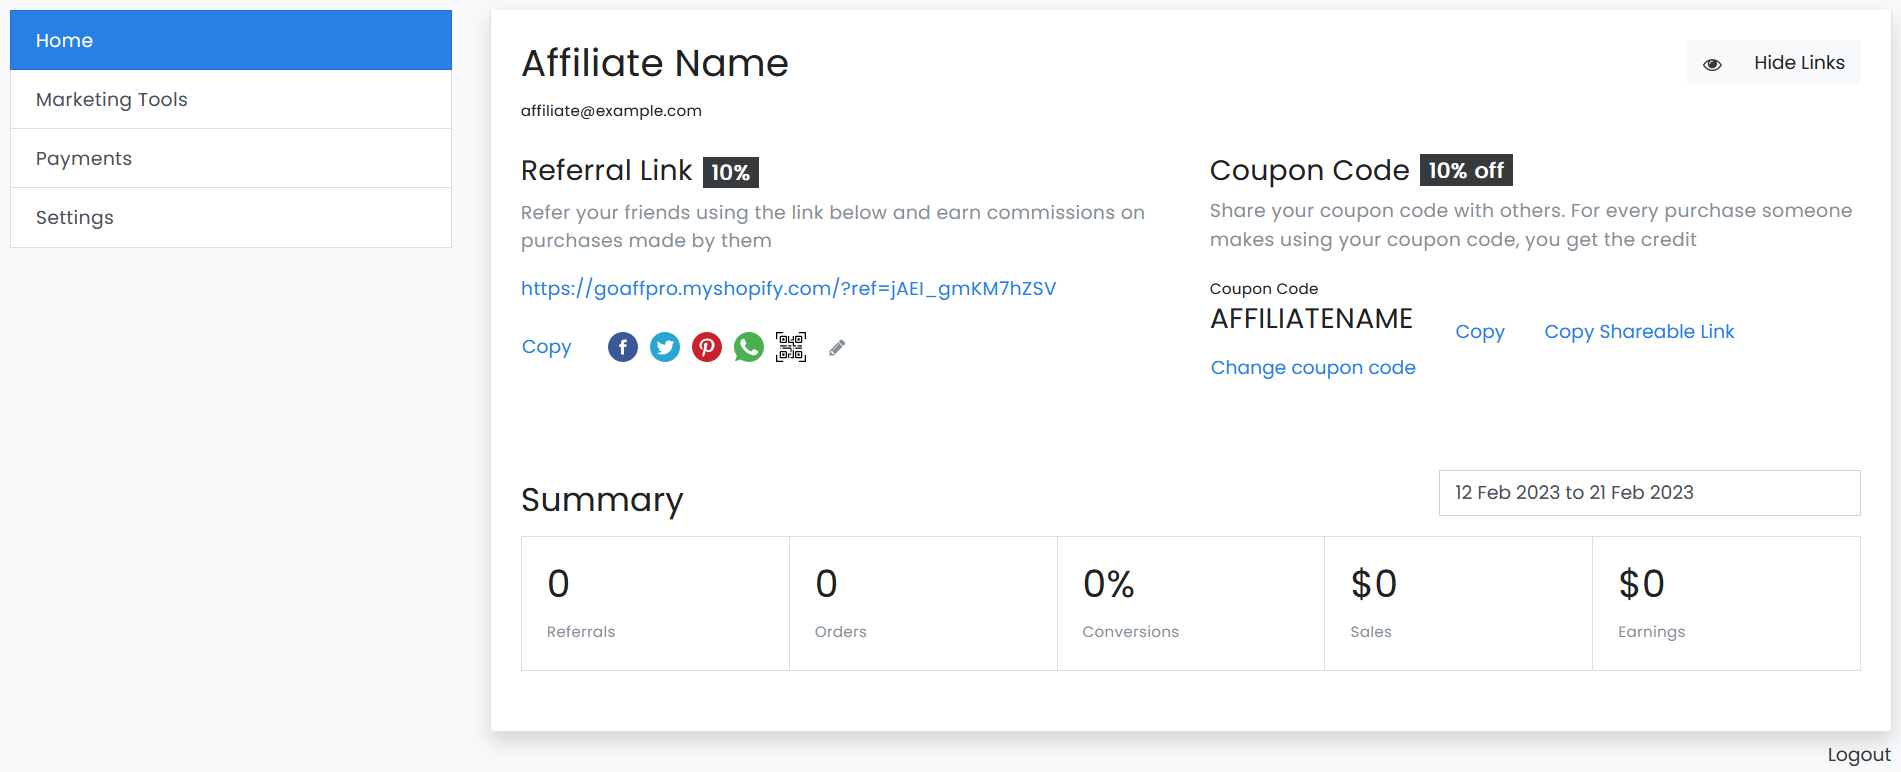 Home
Marketing Tools
Payments
Settings
Affiliate Name
Hide Links
affiliate@example.com
Referral Link 10%
Refer your friends using the link below and earn commissions on
purchases made by them
https://goaffpro.myshopify.com/?ref=jAEI_gmKM7hZSV
Copy
Coupon Code 10% off
Share your coupon code with others. For every purchase someone
makes using your coupon code, you get the credit
Coupon Code
AFFILIATENAME
Copy
Copy Shareable Link
Change coupon code
Summary
12 Feb 2023 to 21 Feb 2023
0
Referrals
0
Orders
0%
Conversions
$0
Sales
$0
Earnings
Logout